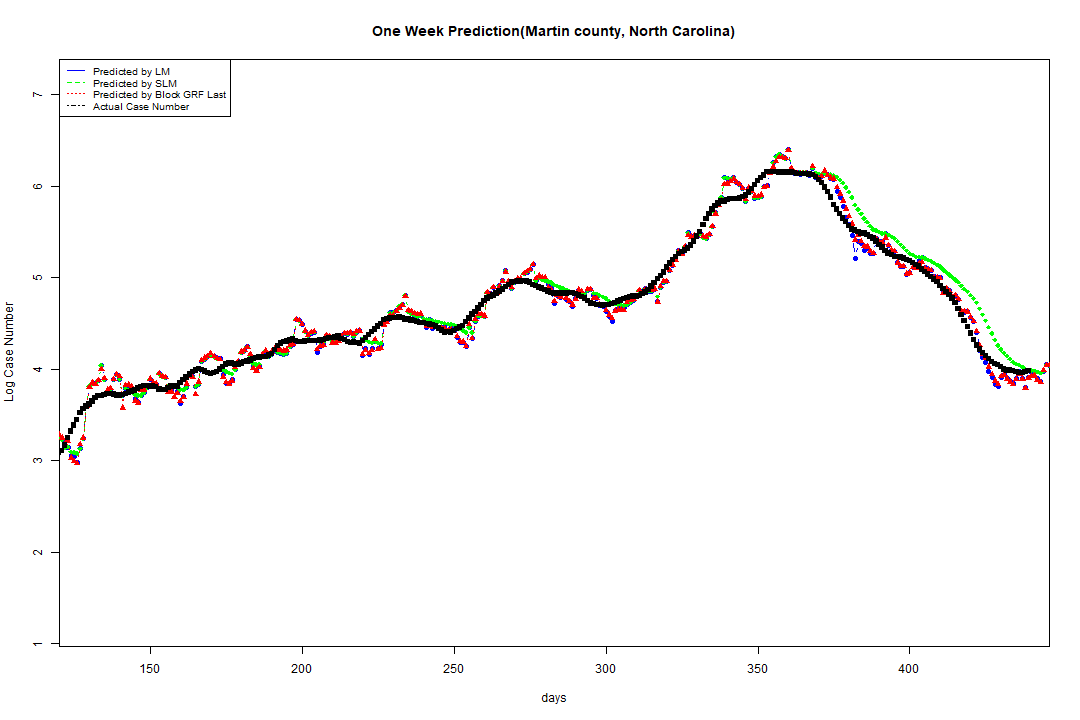 One Week Prediction(Martin county, North Carolina)
Predicted by LM
Predicted by SLM
Predicted by Block GRF Last
Actual Case Number
7
6
5
4
3
2
1
Log Case Number
150 200 250 300 350 400
days